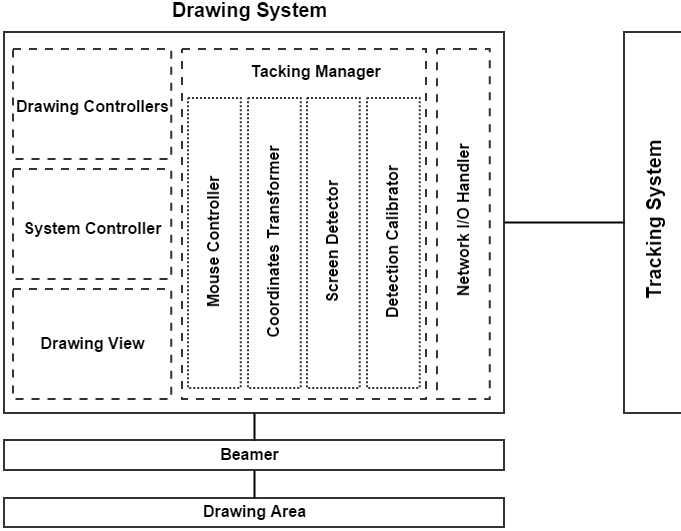 Drawing System
Drawing Controllers
System Controller
Drawing View
Tacking Manager
Mouse Controller
Coordinates Transformer
Screen Detector
Detection Calibrator
Network I/O Handler
Tracking System
Beamer
Drawing Area